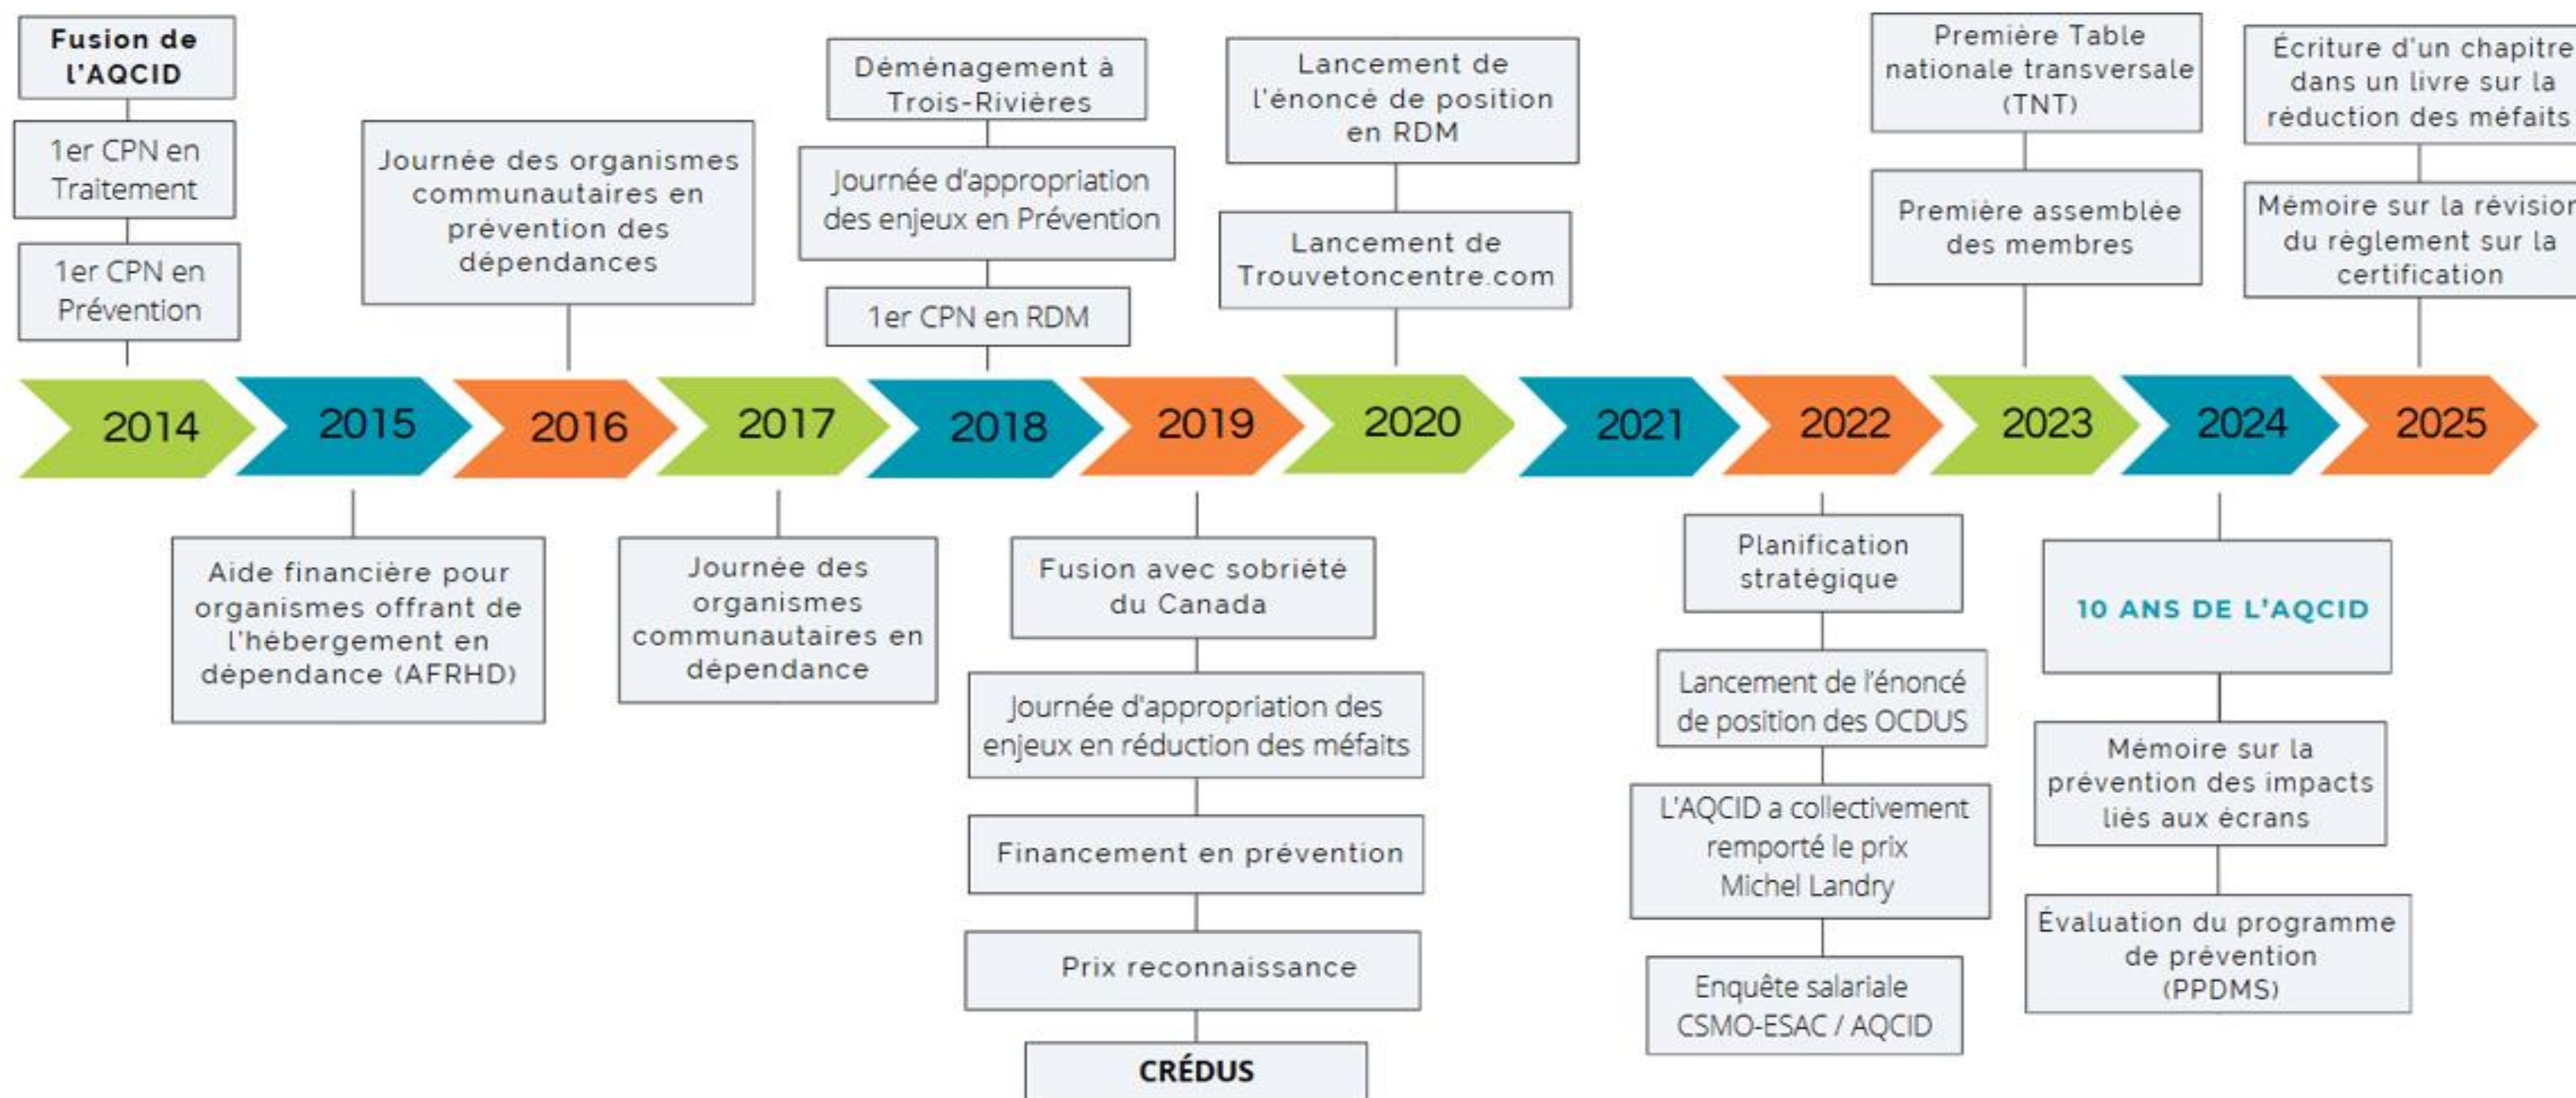 Fusion de
l'AQCID
1er CPN en
Traitement
1er CPN en
Prévention
Journée des organismes
communautaires en
prévention des
dépendances
Déménagement à
Trois-Rivières
Journée d'appropriation
des enjeux en Prévention
1er CPN en RDM
Lancement de
l'énoncé de position
en RDM
Lancement de
Trouvetoncentre.com
Première Table
nationale transversale
(TNT)
Première assemblée
des membres
Écriture d'un chapitre
dans un livre sur la
réduction des méfaits
Mémoire sur la révision
du règlement sur la
certification
2014
2015
2016
2017
2018
2019
2020
2021
2022
2023
2024
2025
Aide financière pour
organismes offrant de
l'hébergement en
dépendance (AFRHD)
Journée des
organismes
communautaires en
dépendance
Fusion avec sobriété
du Canada
Journée d'appropriation des
enjeux en réduction des méfaits
Financement en prévention
Prix reconnaissance
CRÉDUS
Planification
stratégique
Lancement de l'énoncé
de position des OCDUS
L'AQCID a collectivement
remporté le prix
Michel Landry
Enquête salariale
CSMO-ESAC / AQCID
10 ANS DE L'AQCID
Mémoire sur la
prévention des impacts
liés aux écrans
Évaluation du programme
de prévention
(PPDMS)